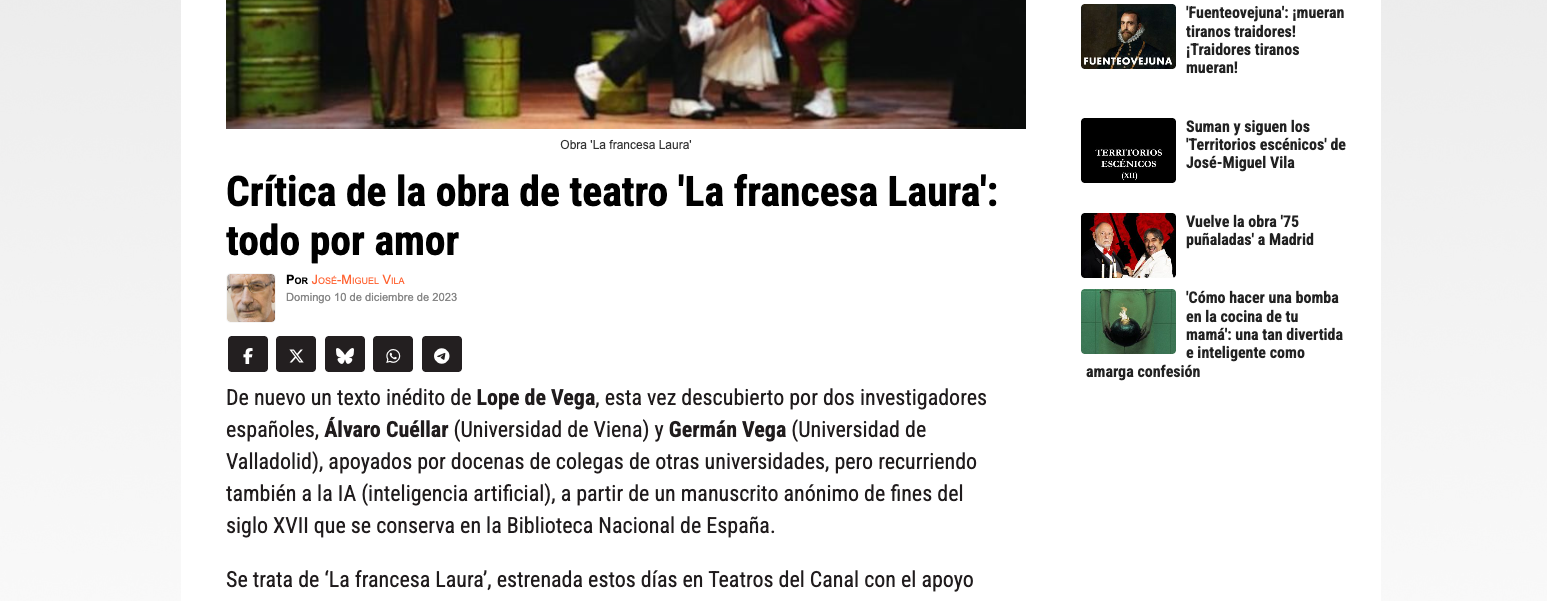 Obra 'La francesa Laura'
Crítica de la obra de teatro 'La francesa Laura':
todo por amor
Por José-Miguel Vila
Domingo 10 de diciembre de 2023
De nuevo un texto inédito de Lope de Vega, esta vez descubierto por dos investigadores
españoles, Álvaro Cuéllar (Universidad de Viena) y Germán Vega (Universidad de
Valladolid), apoyados por docenas de colegas de otras universidades, pero recurriendo
también a la IA (inteligencia artificial), a partir de un manuscrito anónimo de fines del
siglo XVII que se conserva en la Biblioteca Nacional de España.
Se trata de ‘La francesa Laura’, estrenada estos días en Teatros del Canal con el apoyo
FUENTEOVEJUNA
'Fuenteovejuna': ¡mueran
tiranos traidores!
¡Traidores tiranos
mueran!
TERRITORIOS
ESCÉNICOS
(XII)
Suman y siguen los
'Territorios escénicos' de
José-Miguel Vila
Vuelve la obra '75
puñaladas' a Madrid
'Cómo hacer una bomba
en la cocina de tu
mamá': una tan divertida
e inteligente como
amarga confesión